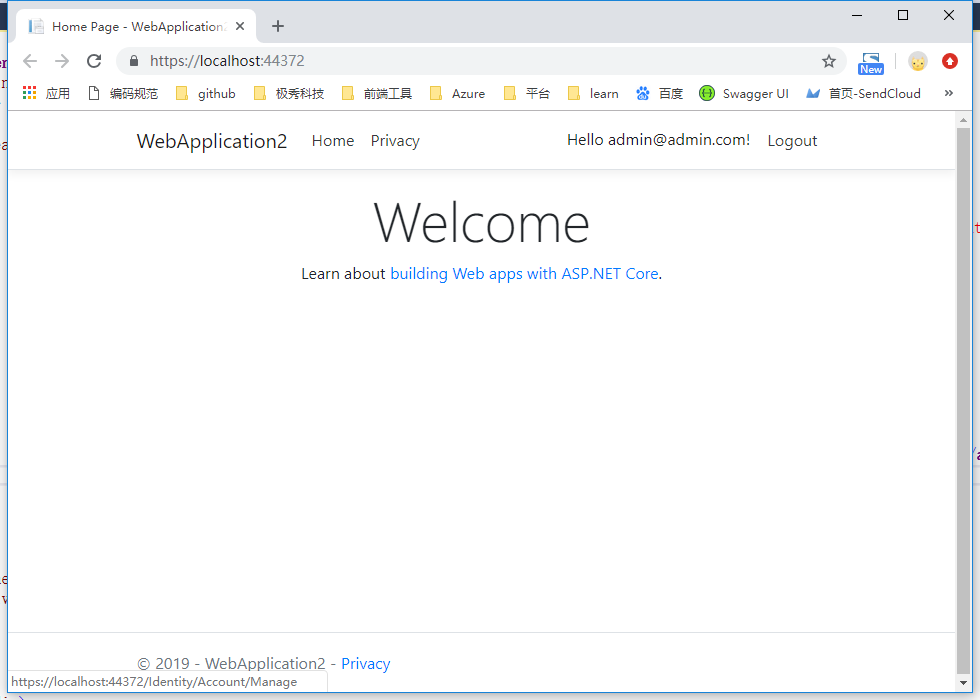 Home Page - WebApplication2
https://localhost:44372
New
应用 编码规范 github 极秀科技 前端工具 Azure 平台 learn 百度 Swagger UI 首页-SendCloud »
WebApplication2 Home Privacy Hello admin@admin.com! Logout
Welcome
Learn about building Web apps with ASP.NET Core.
© 2019 - WebApplication2 - Privacy
https://localhost:44372/Identity/Account/Manage